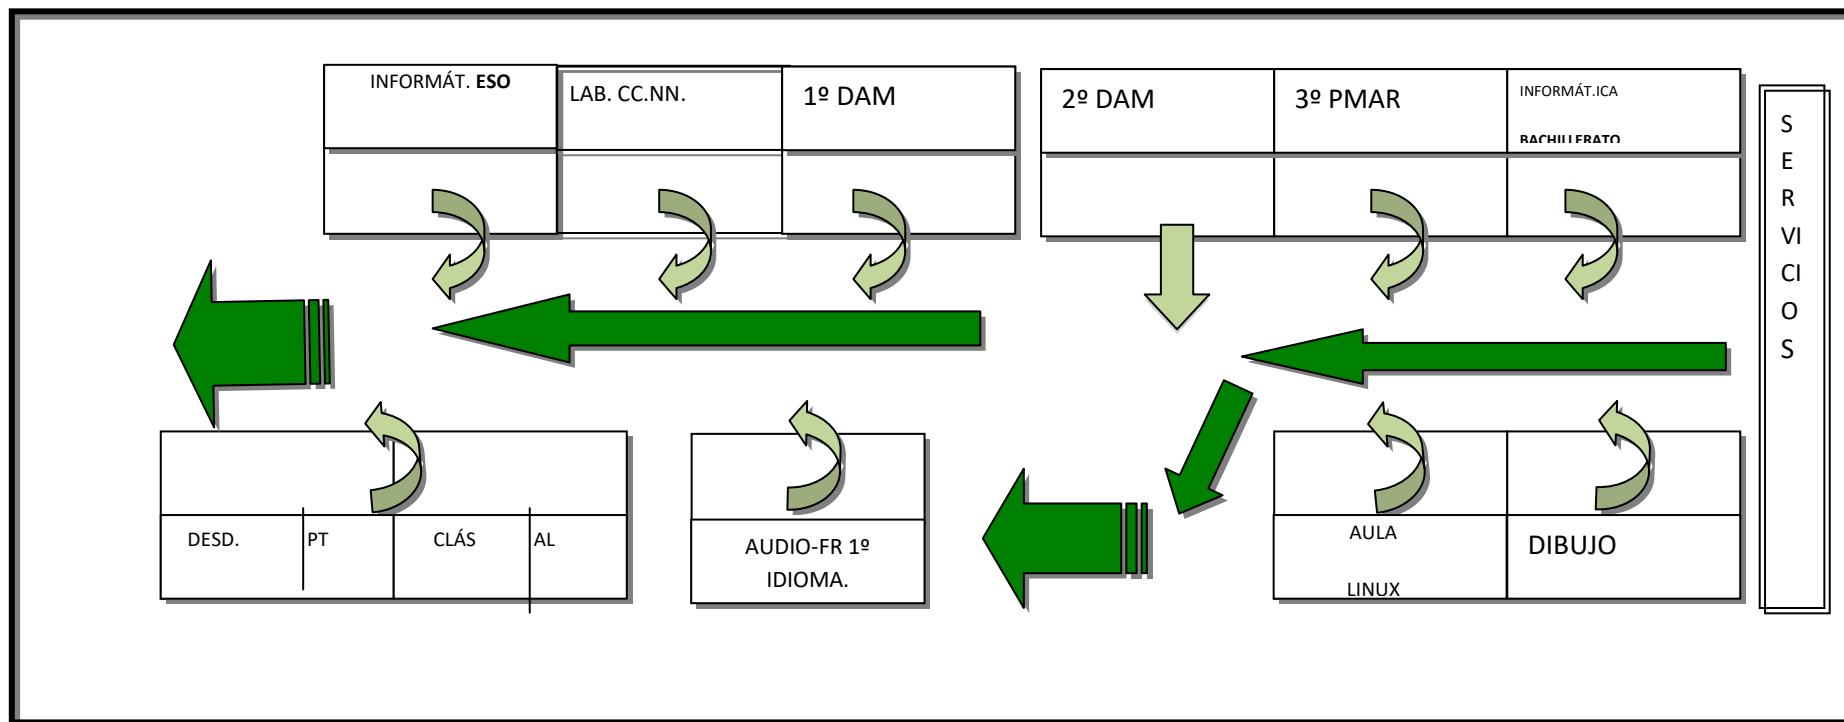 INFORMÁT. ESO
LAB. CC.NN.
1º DAM
2º DAM
3º PMAR
INFORMÁT.ICA
BACHILLERATO
S
E
R
VI
CI
O
S
DESD.
PT
CLÁS
AL
AUDIO-FR 1º
IDIOMA.
AULA
LINUX
DIBUJO